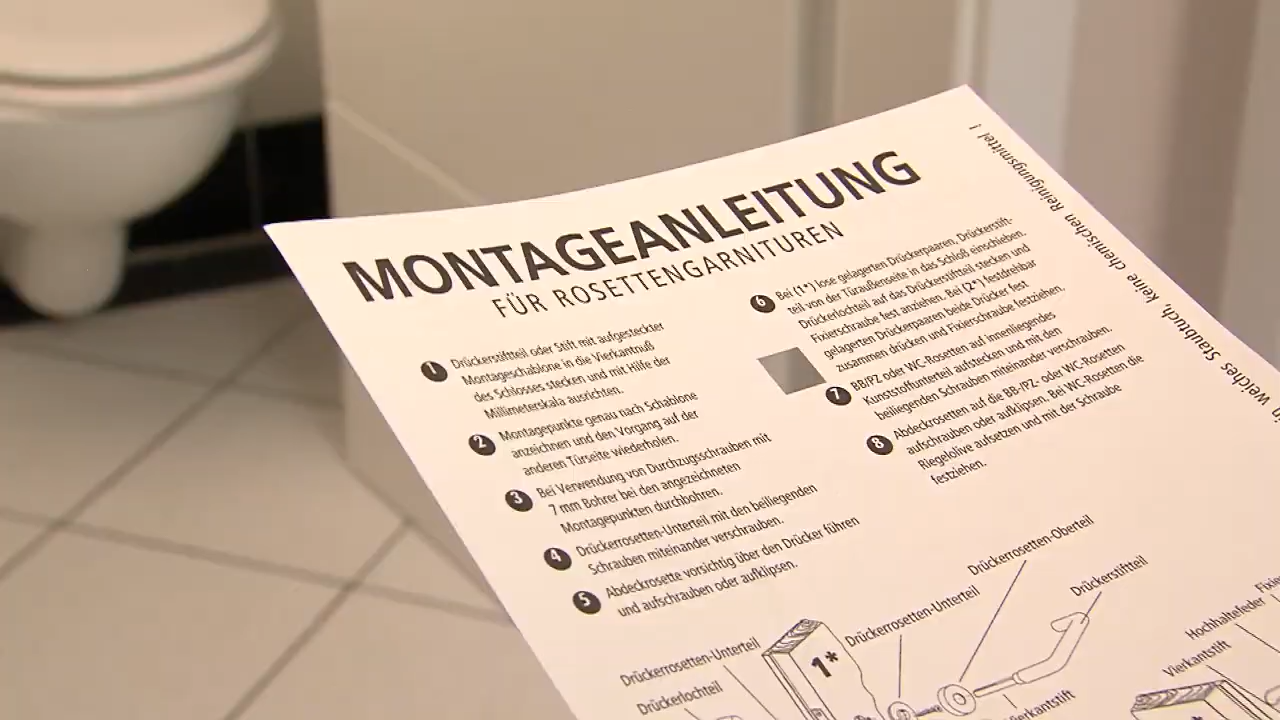 MONTAGEANLEITUNG
FÜR ROSETTENGARNITUREN
1 Drückerstiftteil oder Stift mit aufgesteckter
Montageschablone in die Vierkantnuß
des Schlosses stecken und mit Hilfe der
Millimeterskala ausrichten.
2 Montagepunkte genau nach Schablone
anzeichnen und den Vorgang auf der
anderen Türseite wiederholen.
3 Bei Verwendung von Durchzugsschrauben mit
7 mm Bohrer bei den angezeichneten
Montagepunkten durchbohren.
4 Drückerrosetten-Unterteil mit den beiliegenden
Schrauben miteinander verschrauben.
5 Abdeckrosette vorsichtig über den Drücker führen
und aufschrauben oder aufklipsen.
6 Bei (1*) lose gelagerten Drückerpaaren, Drückerstift-
teil von der Türaußenseite in das Schloß einschieben.
Drückerlochteil auf das Drückerstiftteil stecken und
Fixierschraube fest anziehen. Bei (2*) festdrehbar
gelagerten Drückerpaaren beide Drücker fest
zusammen drücken und Fixierschraube festziehen.
7 BB/PZ oder WC-Rosetten auf innenliegendes
Kunststoffunterteil aufstecken und mit den
beiliegenden Schrauben miteinander verschrauben.
8 Abdeckrosetten auf die BB-/PZ- oder WC-Rosetten
aufschrauben oder aufklipsen. Bei WC-Rosetten die
Riegelolive aufsetzen und mit der Schraube
festziehen.
weiches Staubtuch, keine chemischen Reinigungsmittel !
Drückerrosetten-Oberteil
Drückerstiftteil
Drückerrosetten-Unterteil
Drückerrosetten-Unterteil
1*
Drückerlochteil
Vierkantstift
Hochhaltefeder
Vierkantstift